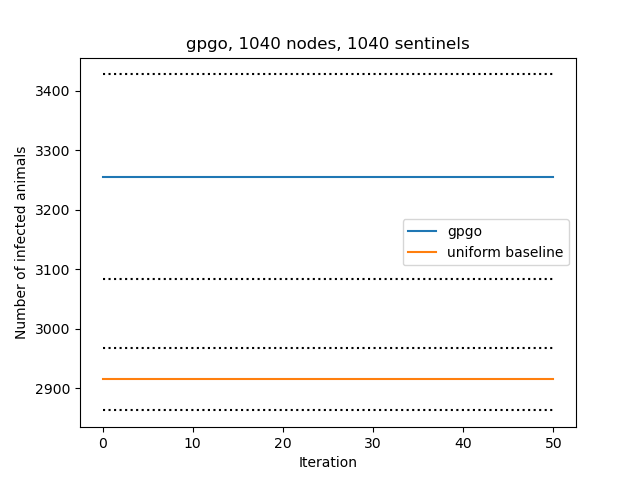 gpgo, 1040 nodes, 1040 sentinels
3400
3300
3200
3100
3000
2900
Number of infected animals
gpgo
uniform baseline
0 10 20 30 40 50
Iteration